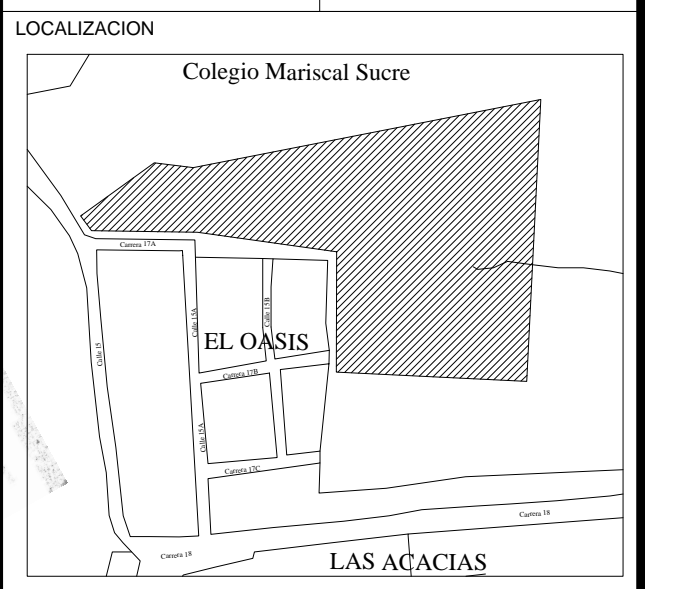 LOCALIZACION
Colegio Mariscal Sucre
Carrera 17A
Calle 15A
Calle 15B
EL OASIS
Calle 15
Carrera 17B
Calle 15A
Carrera 17C
Carrera 18
Carrera 18
LAS ACACIAS